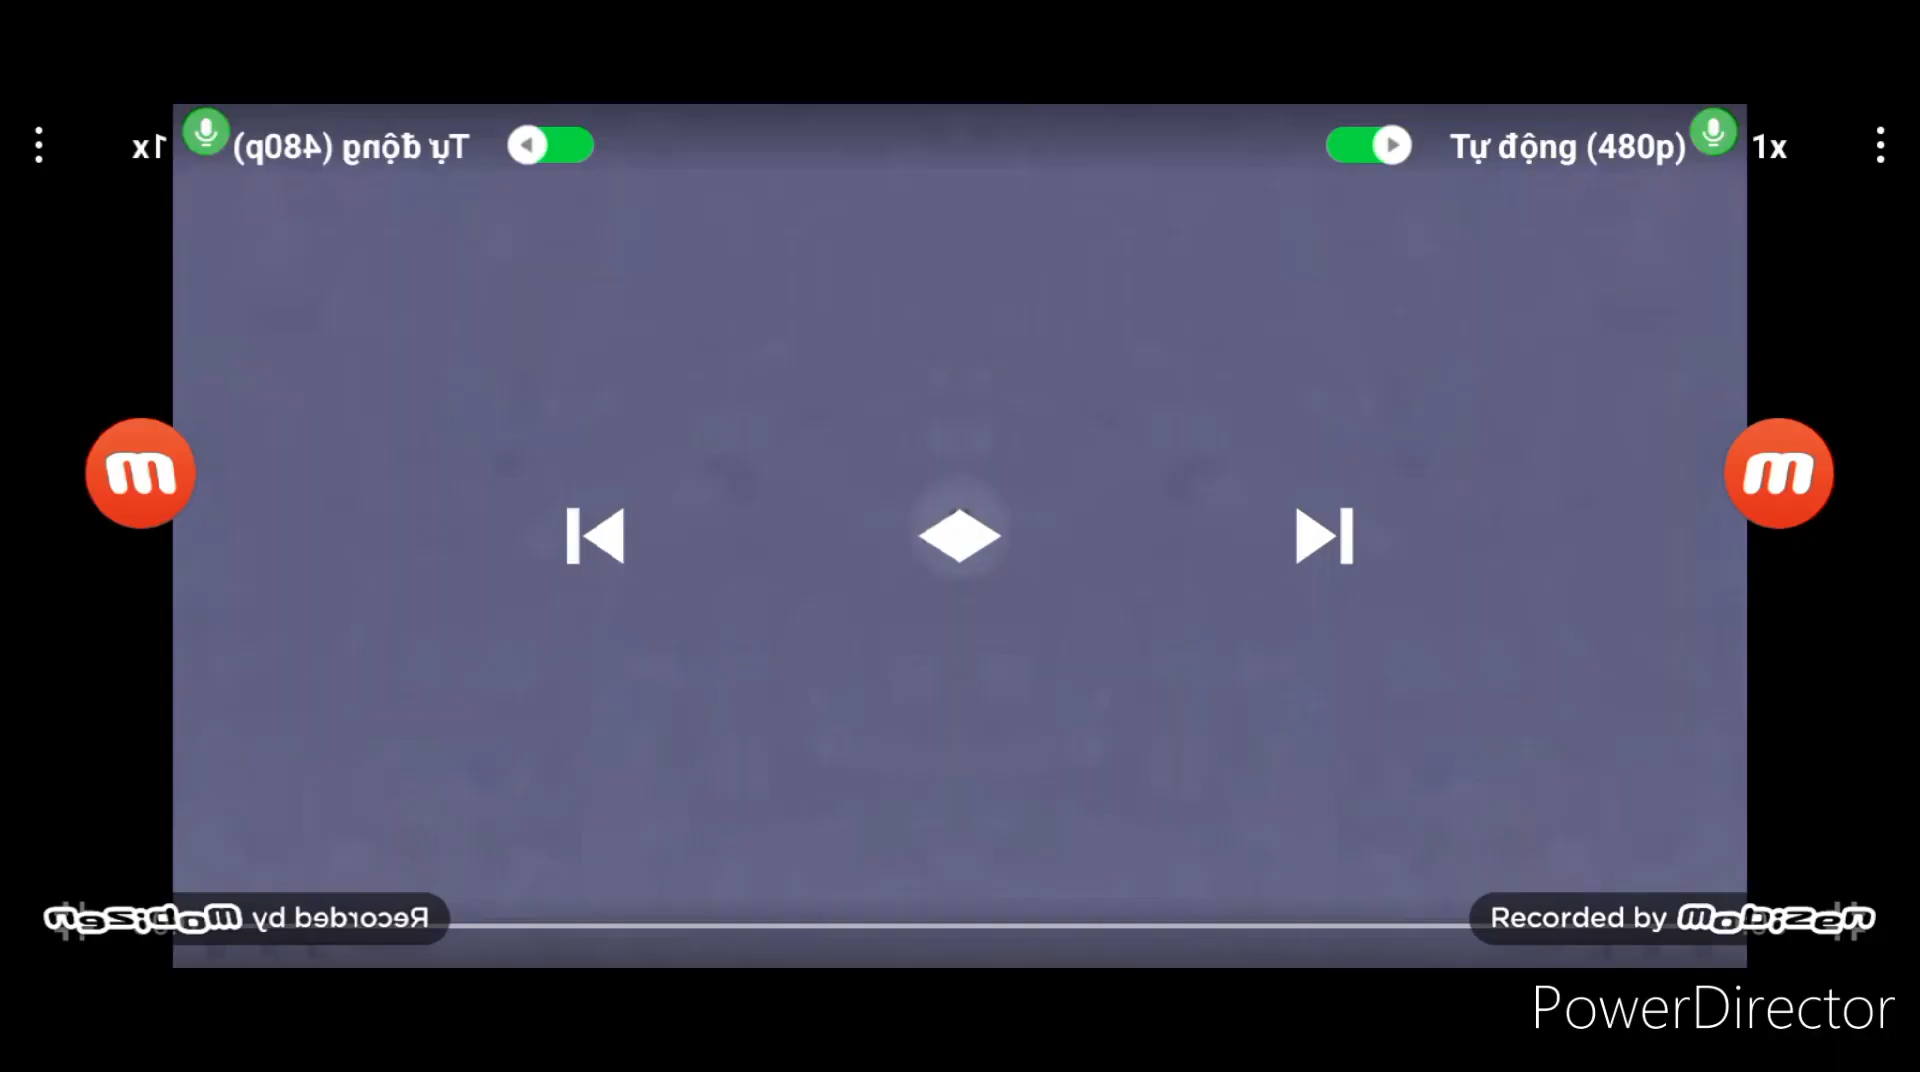 1x Tự động (480p)
Tự động (480p) 1x
Recorded by Mobizen
Recorded by Mobizen
PowerDirector